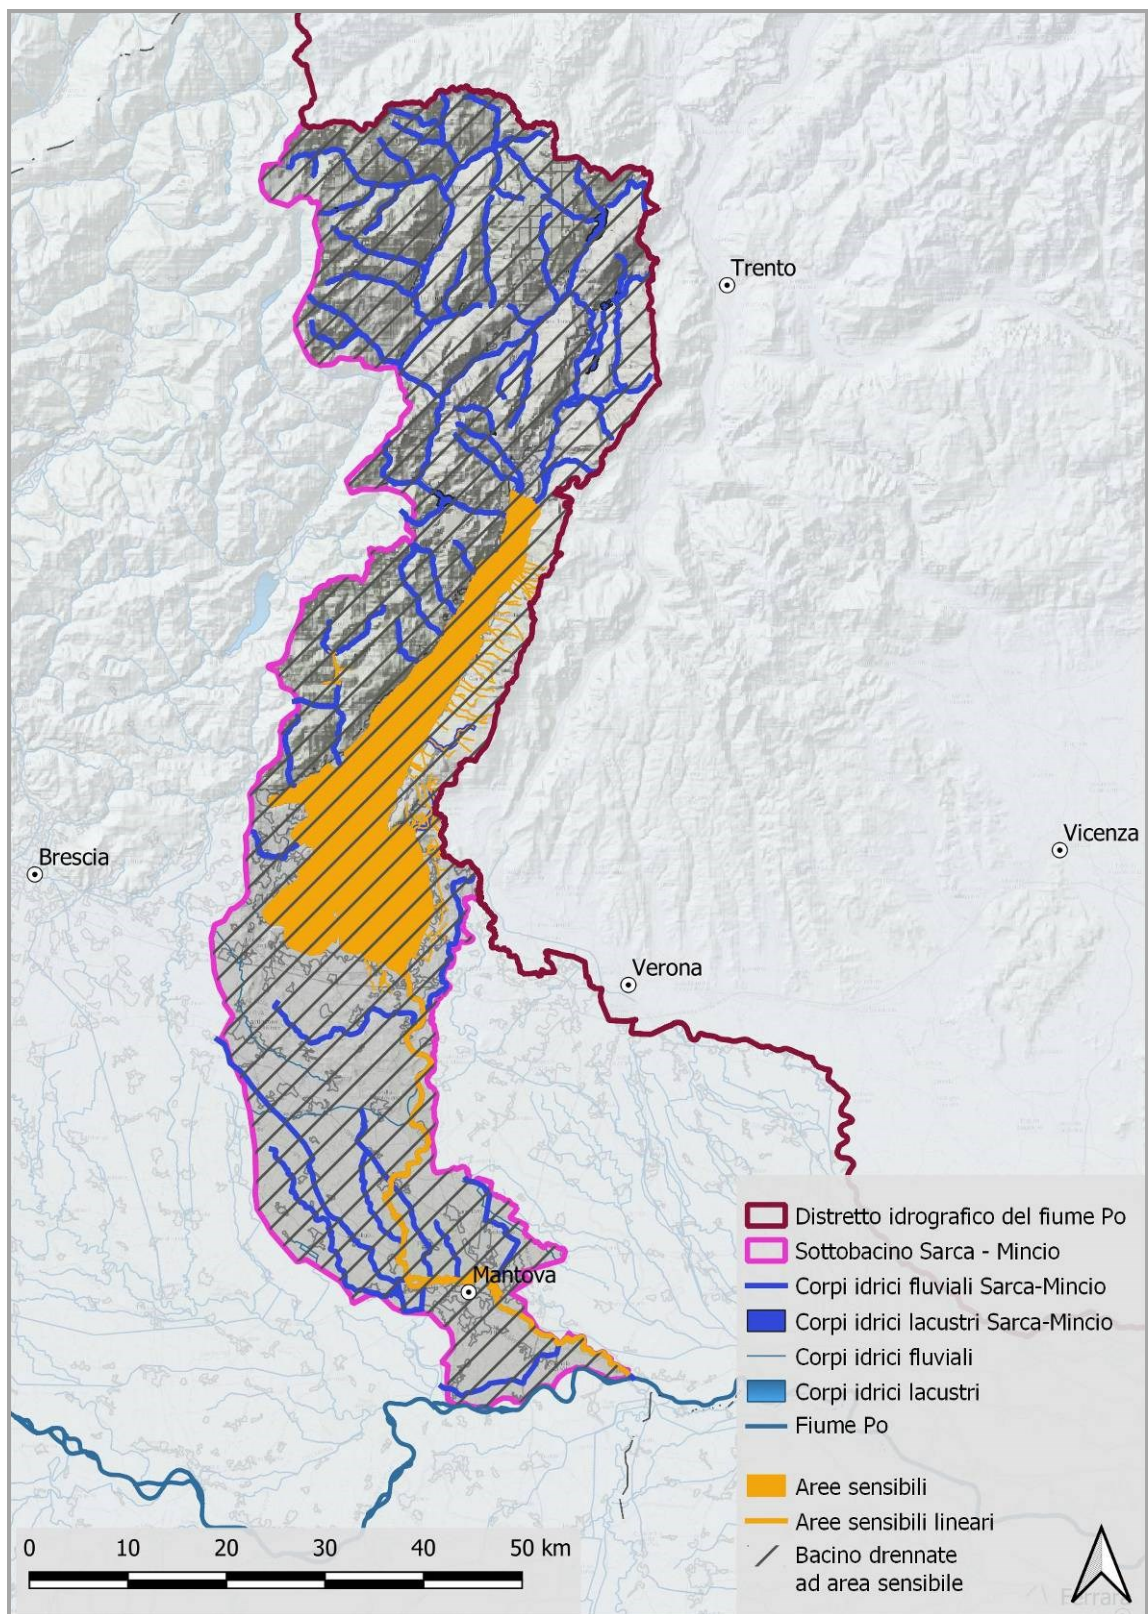 Trento
Vicenza
Brescia
Verona
Mantova
Distretto idrografico del fiume Po
Sottobacino Sarca - Mincio
Corpi idrici fluviali Sarca-Mincio
Corpi idrici lacustri Sarca-Mincio
Corpi idrici fluviali
Corpi idrici lacustri
Fiume Po
Aree sensibili
Aree sensibili lineari
Bacino drennate
ad area sensibile
0 10 20 30 40 50 km
Ferrara